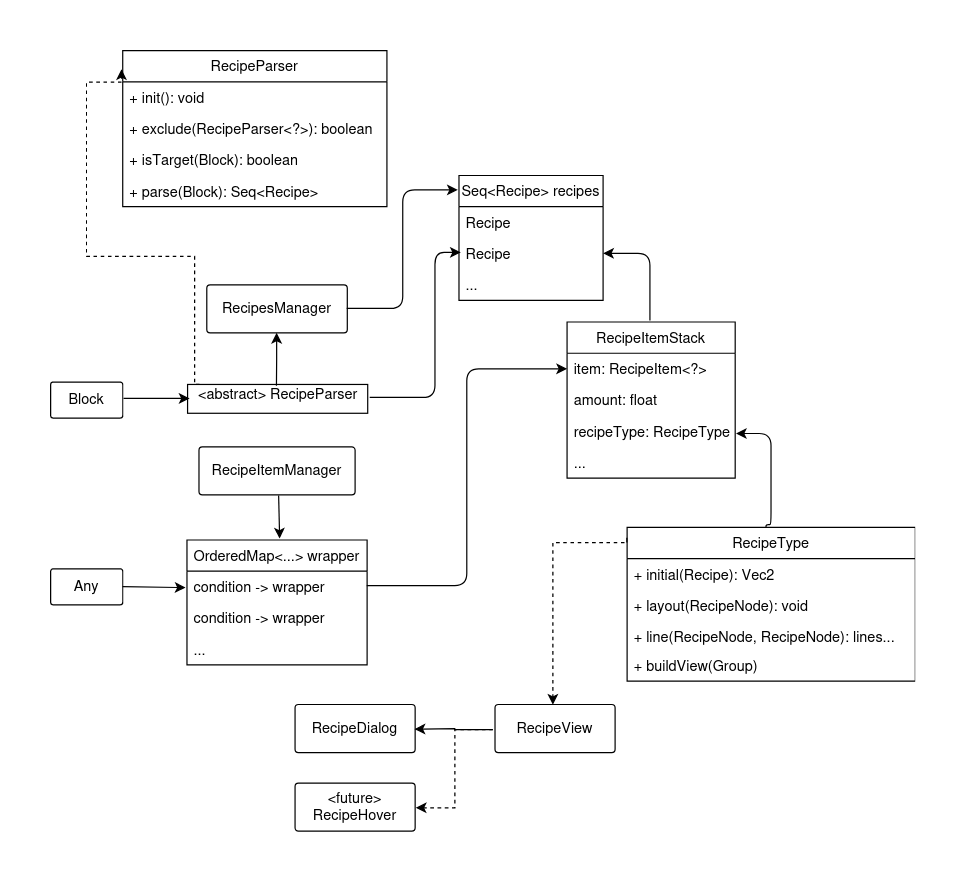 RecipeParser
+ init(): void
+ exclude(RecipeParser<?>): boolean
+ isTarget(Block): boolean
+ parse(Block): Seq<Recipe>
Seq<Recipe> recipes
Recipe
Recipe
...
RecipesManager
RecipeItemStack
item: RecipeItem<?>
amount: float
recipeType: RecipeType
...
Block
<abstract> RecipeParser
RecipeItemManager
OrderedMap<...> wrapper
condition -> wrapper
condition -> wrapper
...
Any
RecipeType
+ initial(Recipe): Vec2
+ layout(RecipeNode): void
+ line(RecipeNode, RecipeNode): lines...
+ buildView(Group)
RecipeDialog
RecipeView
<future>
RecipeHover